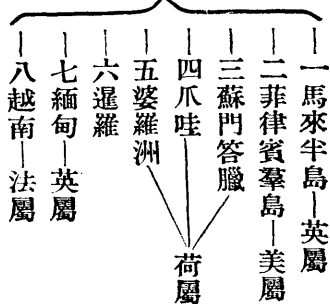 一馬來半島—英屬
二菲律賓羣島—美屬
三蘇門答臘
四爪哇
五婆羅洲
荷屬
六暹羅
七緬甸—英屬
八越南—法屬